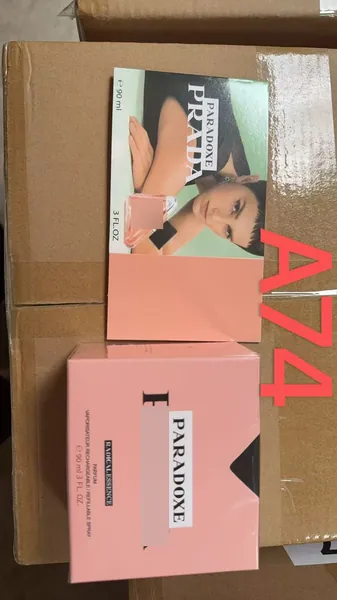 PARADOXE
PRADA
℮ 90 ml
3 FL.OZ
A74
PARADOXE
RADICAL ESSENCE
PARFUM
VAPORISATEUR RECHARGEABLE / REFILLABLE SPRAY
℮ 90 ml 3 FL. OZ.